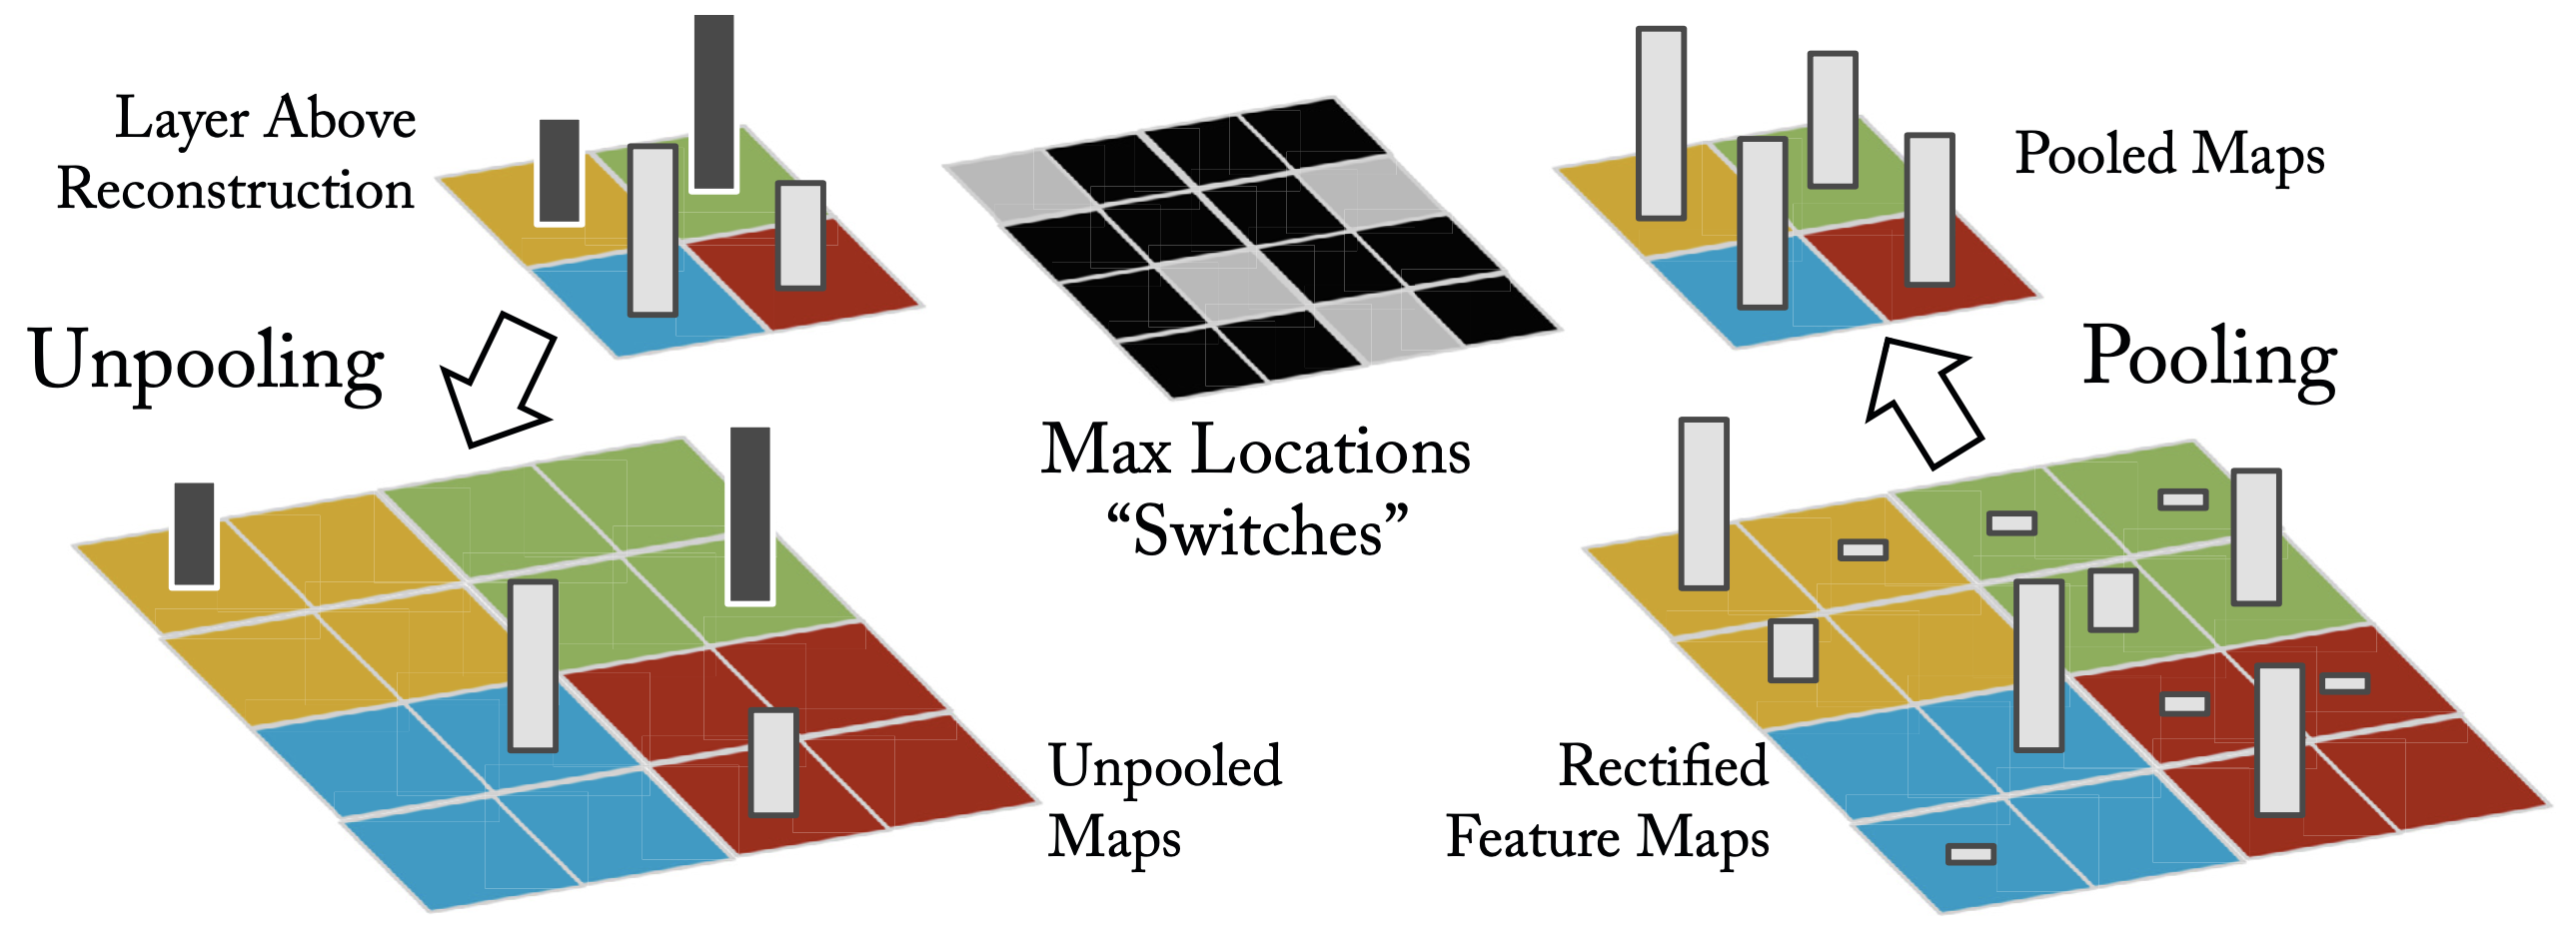 Layer Above
Reconstruction
Unpooling
Max Locations
“Switches”
Pooled Maps
Pooling
Unpooled
Maps
Rectified
Feature Maps